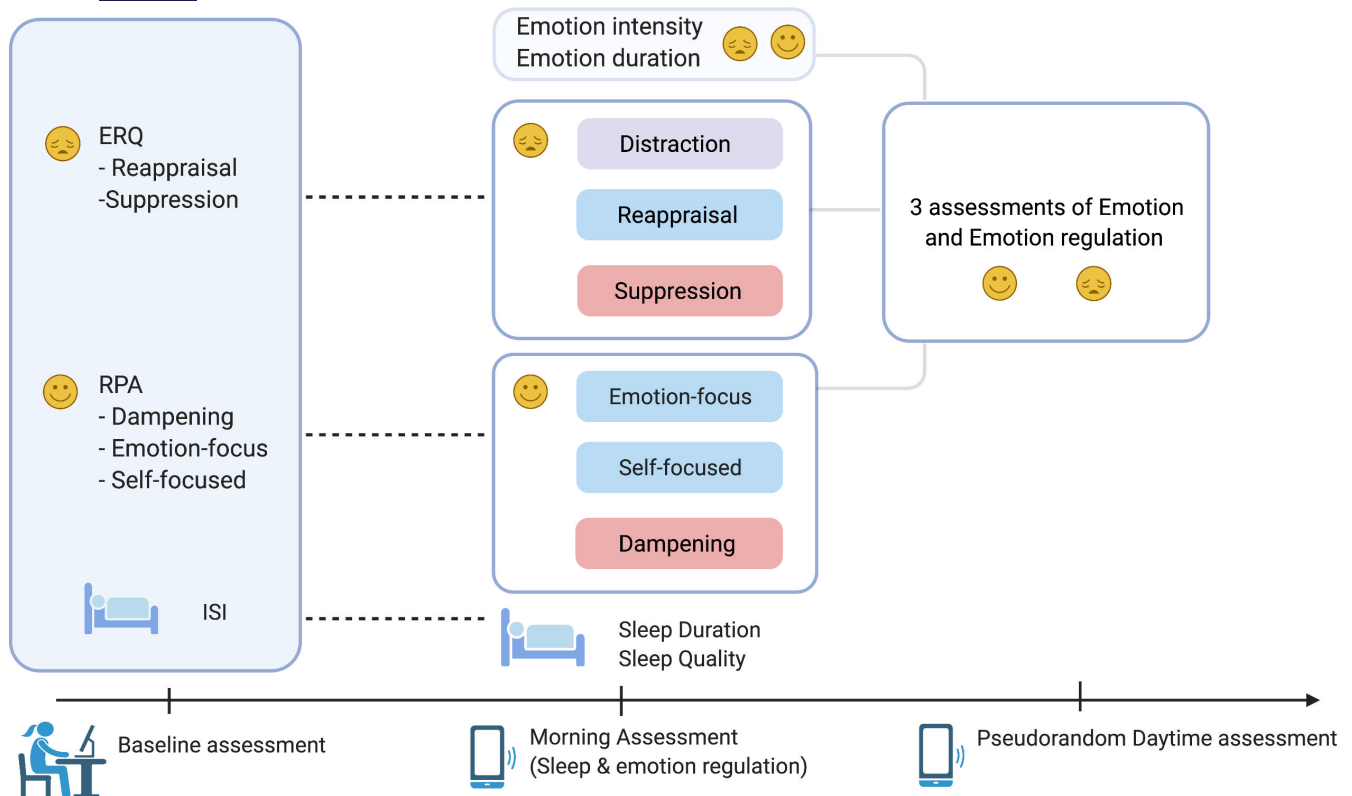 ERQ
- Reappraisal
-Suppression
RPA
- Dampening
- Emotion-focus
- Self-focused
ISI
Emotion intensity
Emotion duration
Distraction
Reappraisal
Suppression
Emotion-focus
Self-focused
Dampening
Sleep Duration
Sleep Quality
3 assessments of Emotion
and Emotion regulation
Baseline assessment
Morning Assessment
(Sleep & emotion regulation)
Pseudorandom Daytime assessment